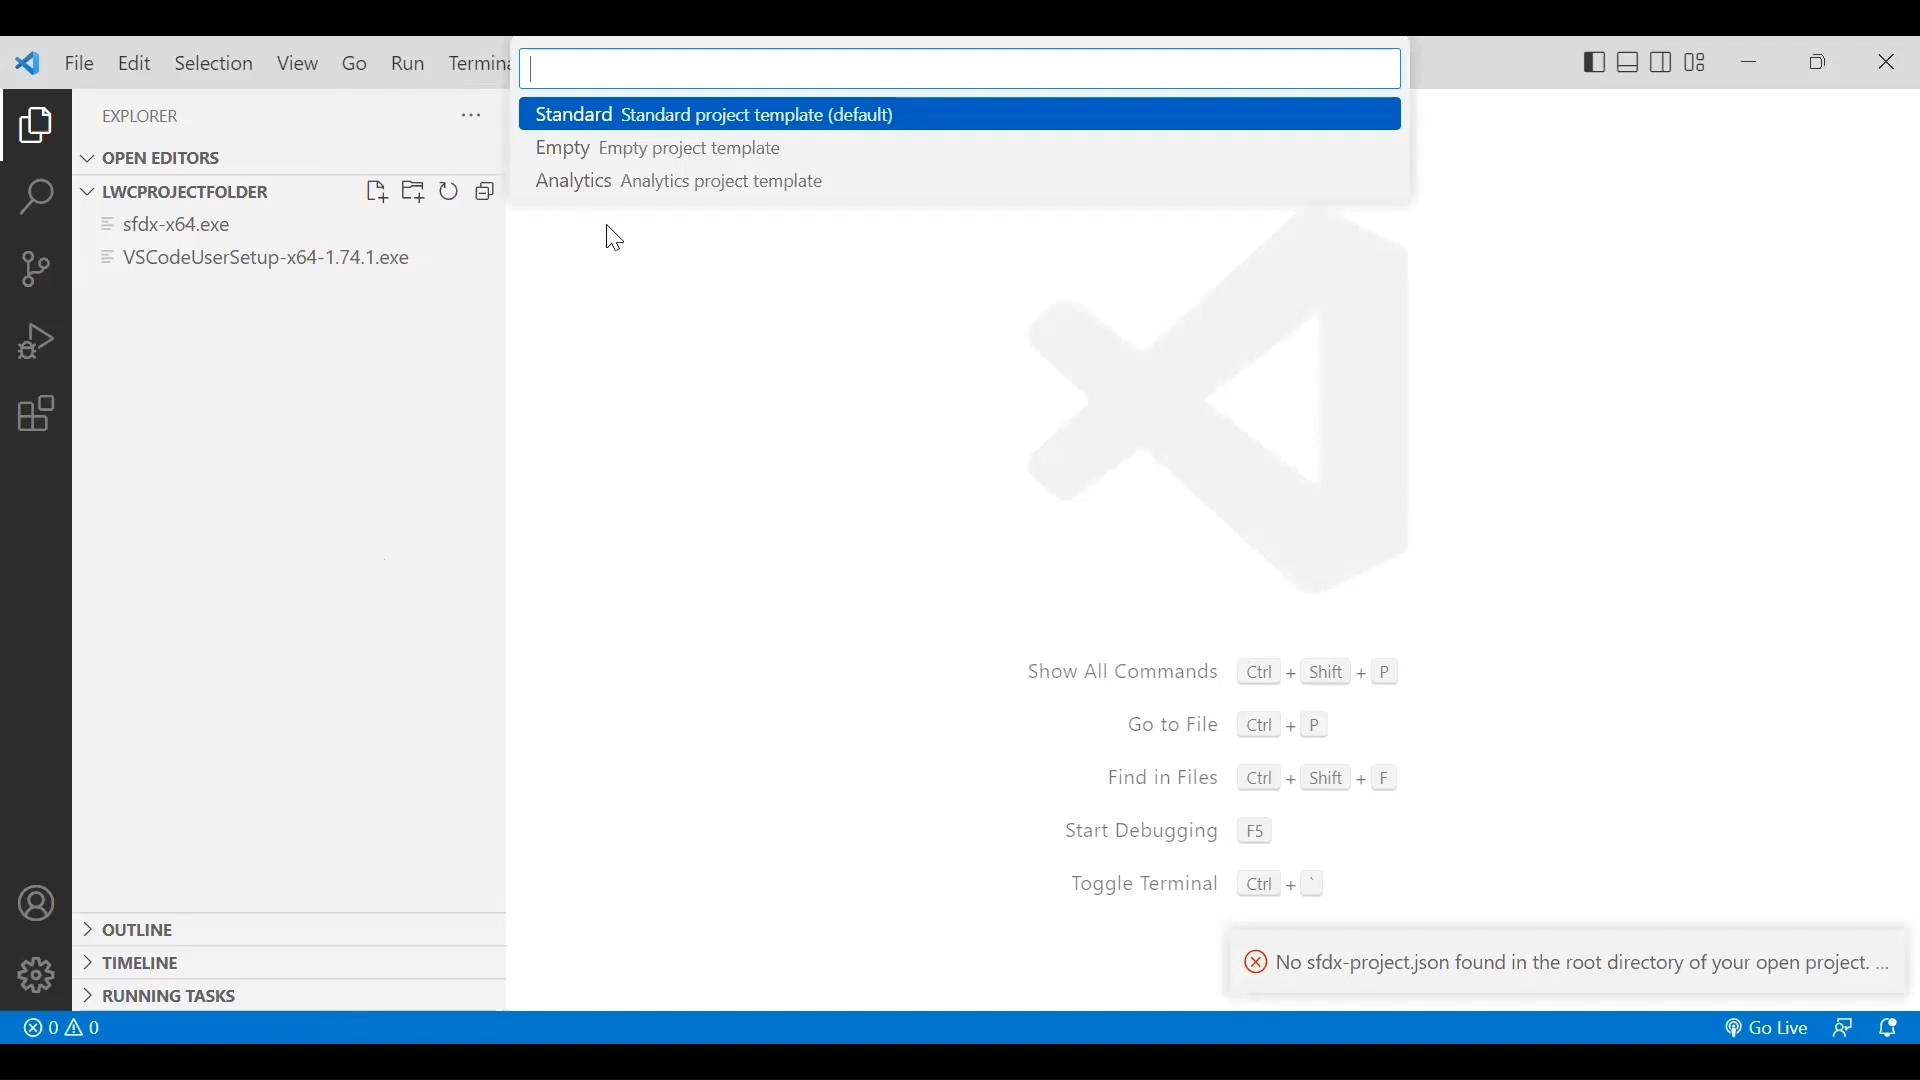 File Edit Selection View Go Run Termina
Standard Standard project template (default)
Empty Empty project template
Analytics Analytics project template
EXPLORER
OPEN EDITORS
LWCPROJECTFOLDER
sfdx-x64.exe
VSCodeUserSetup-x64-1.74.1.exe
Show All Commands Ctrl + Shift + P
Go to File Ctrl + P
Find in Files Ctrl + Shift + F
Start Debugging F5
Toggle Terminal Ctrl + `
OUTLINE
TIMELINE
RUNNING TASKS
No sfdx-project.json found in the root directory of your open project. ...
0 0
Go Live